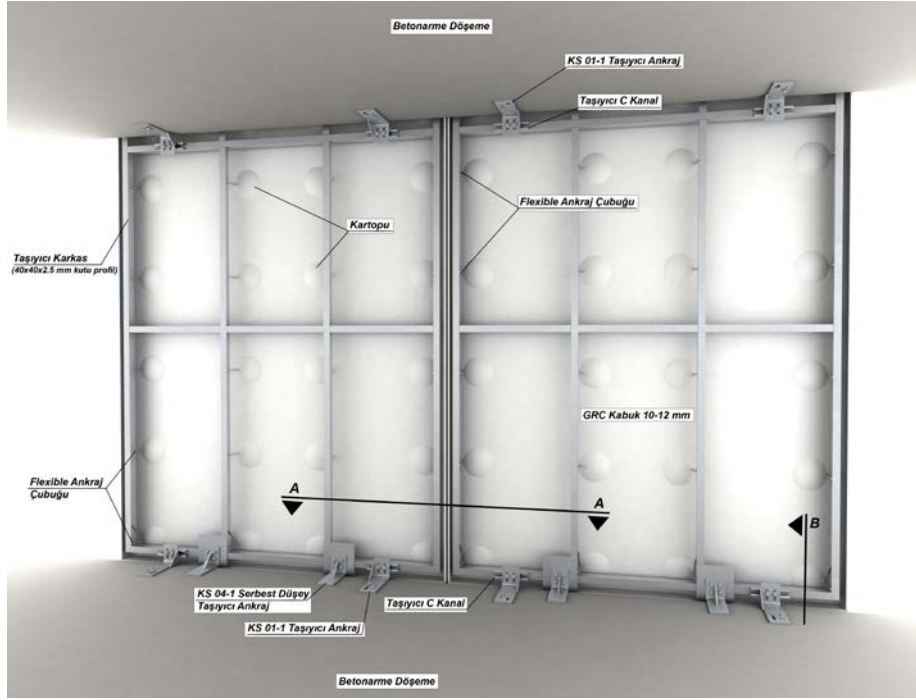 Betonarme Döşeme
KS 01-1 Taşıyıcı Ankraj
Taşıyıcı C Kanal
Flexible Ankraj Çubuğu
Kartopu
Taşıyıcı Karkas
(40x40x2.5 mm kutu profil)
GRC Kabuk 10-12 mm
Flexible Ankraj
Çubuğu
A
A
B
KS 04-1 Serbest Düşey
Taşıyıcı Ankraj
Taşıyıcı C Kanal
KS 01-1 Taşıyıcı Ankraj
Betonarme Döşeme